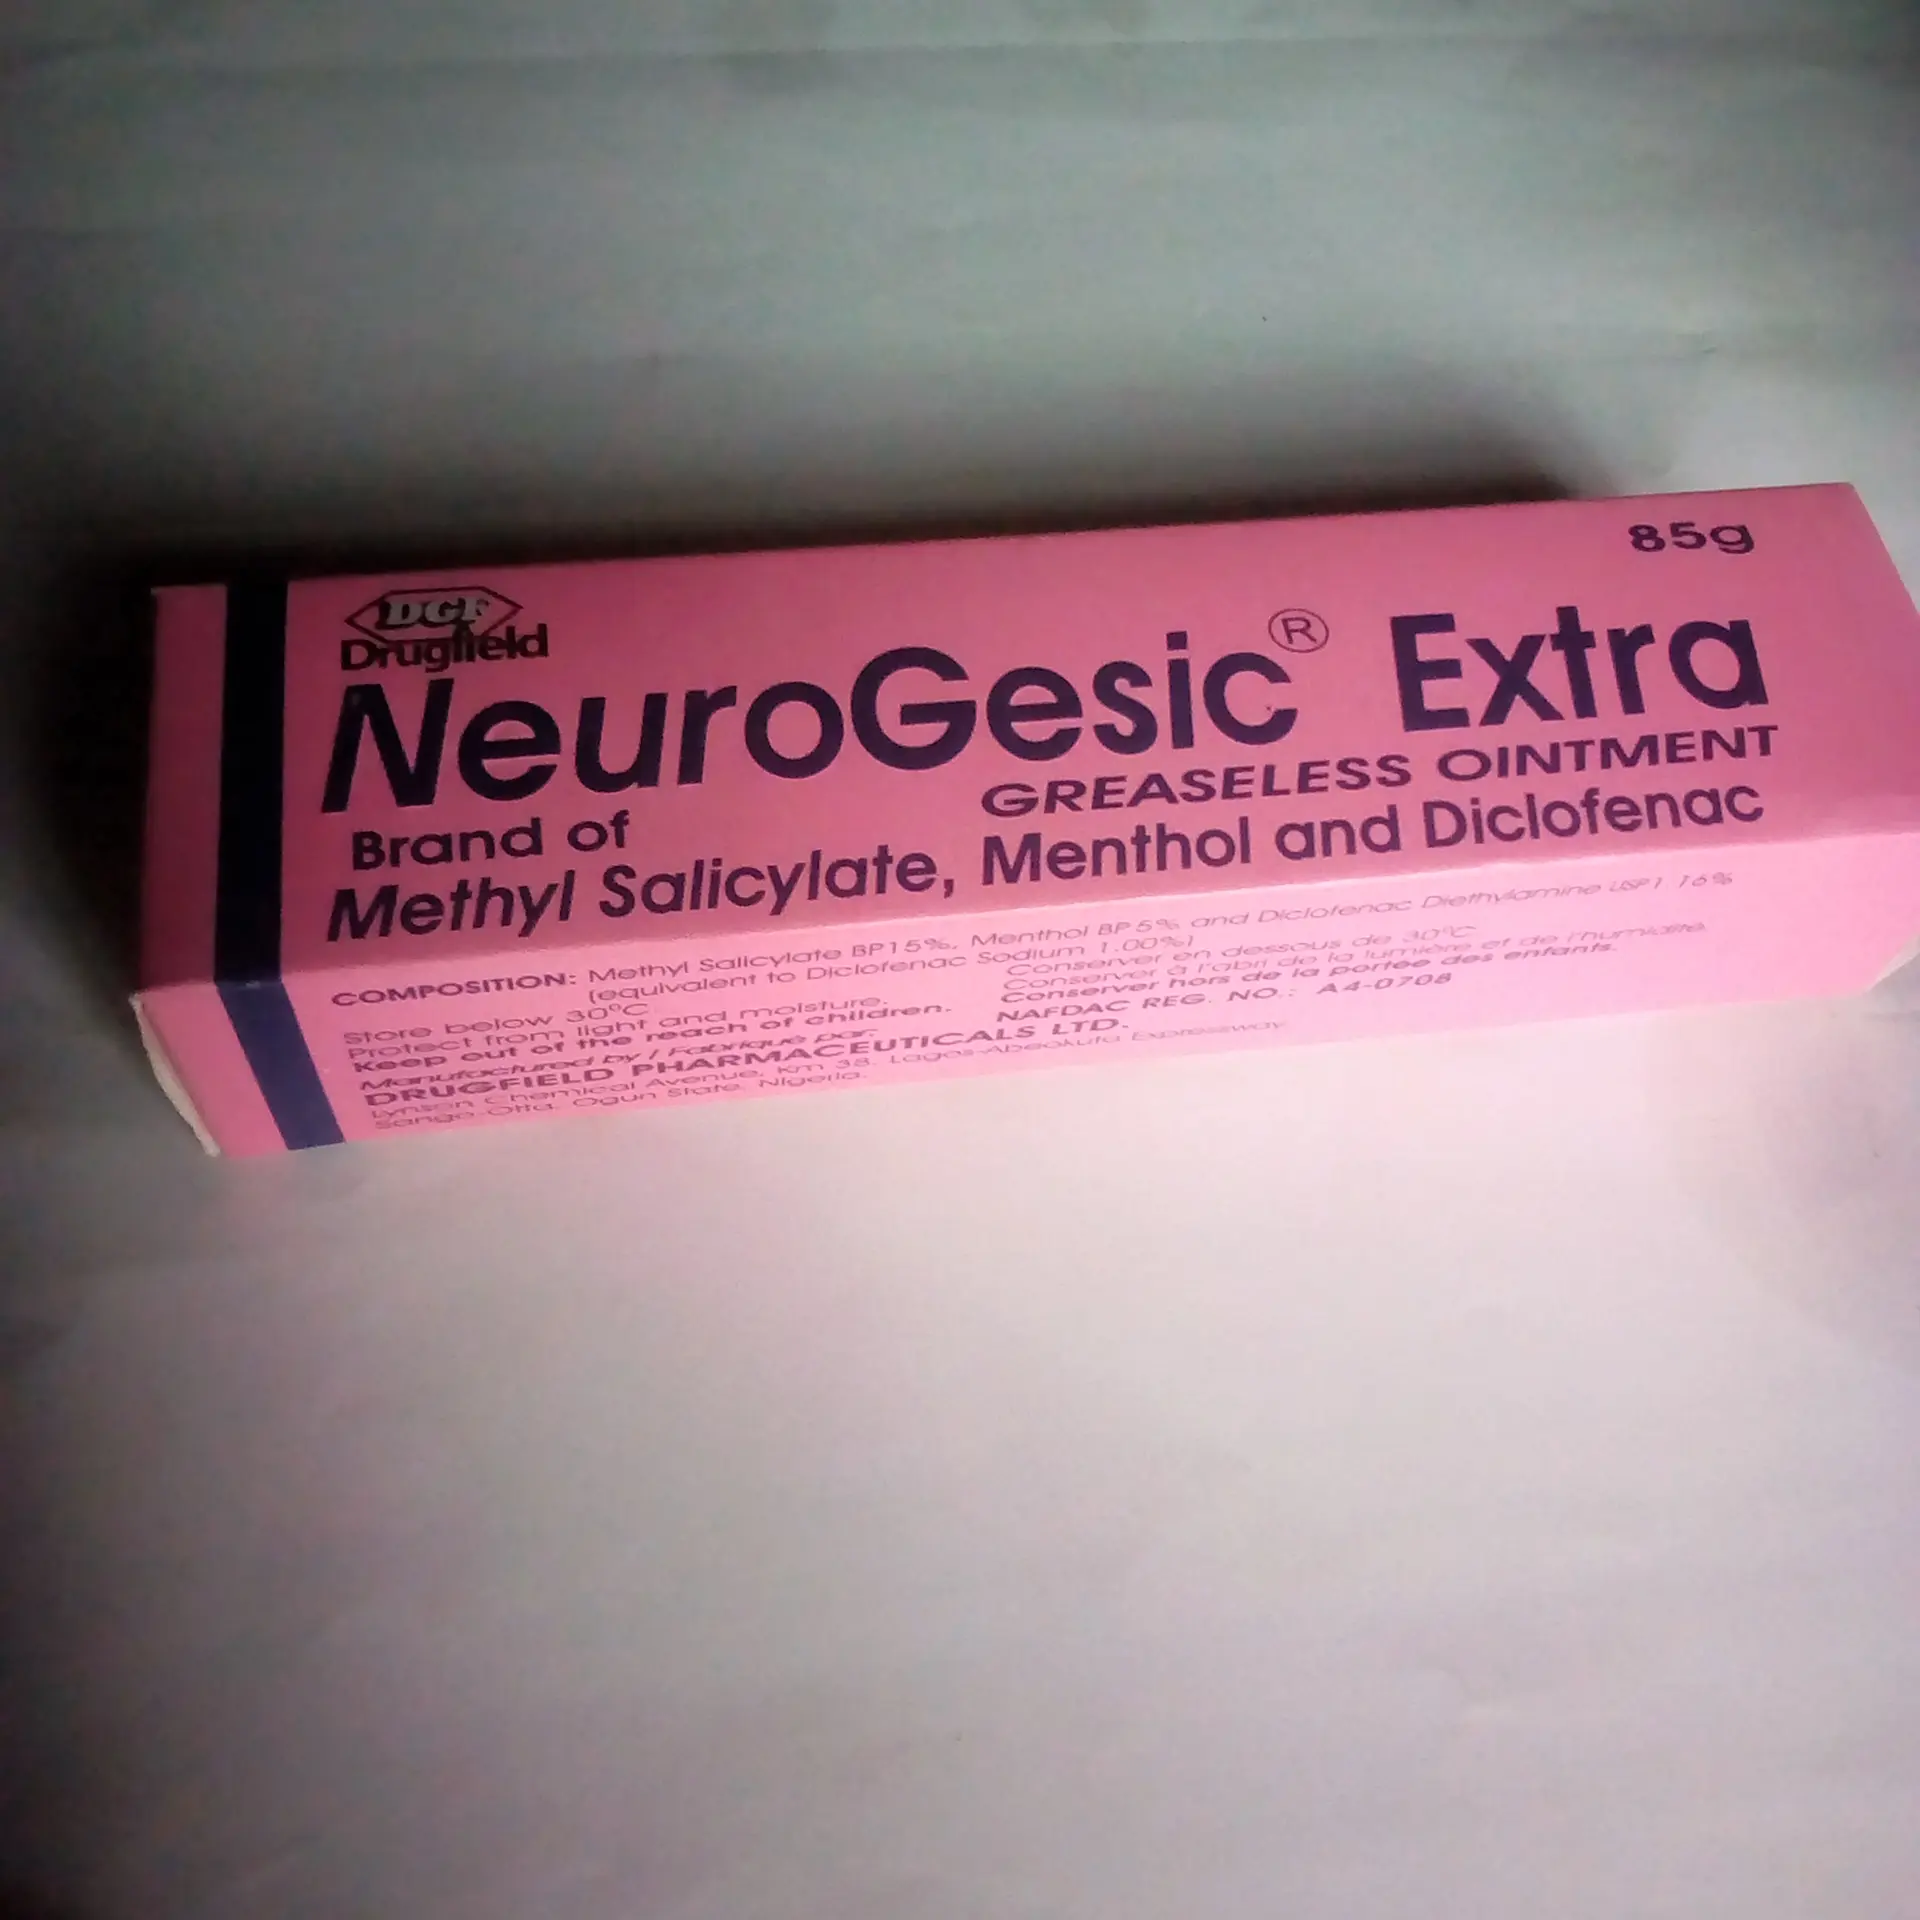 85g
DGF
Drugfield
NeuroGesic® Extra
GREASELESS OINTMENT
Brand of
Methyl Salicylate, Menthol and Diclofenac
COMPOSITION: Methyl Salicylate BP15%, Menthol BP5% and Diclofenac Diethylamine USP1.16%
(equivalent to Diclofenac Sodium 1.00%)
Store below 30°C
Protect from light and moisture.
Keep out of the reach of children.
Conserver en dessous de 30°C
Conserver à l'abri de la lumière et de l'humidité.
Conserver hors de la portée des enfants.
NAFDAC REG. NO.: A4-0708
Manufactured by / Fabriqué par:
DRUGFIELD PHARMACEUTICALS LTD.
Lynson Chemical Avenue, Km 38, Lagos-Abeokuta Expressway
Sango-Otta, Ogun State, Nigeria.